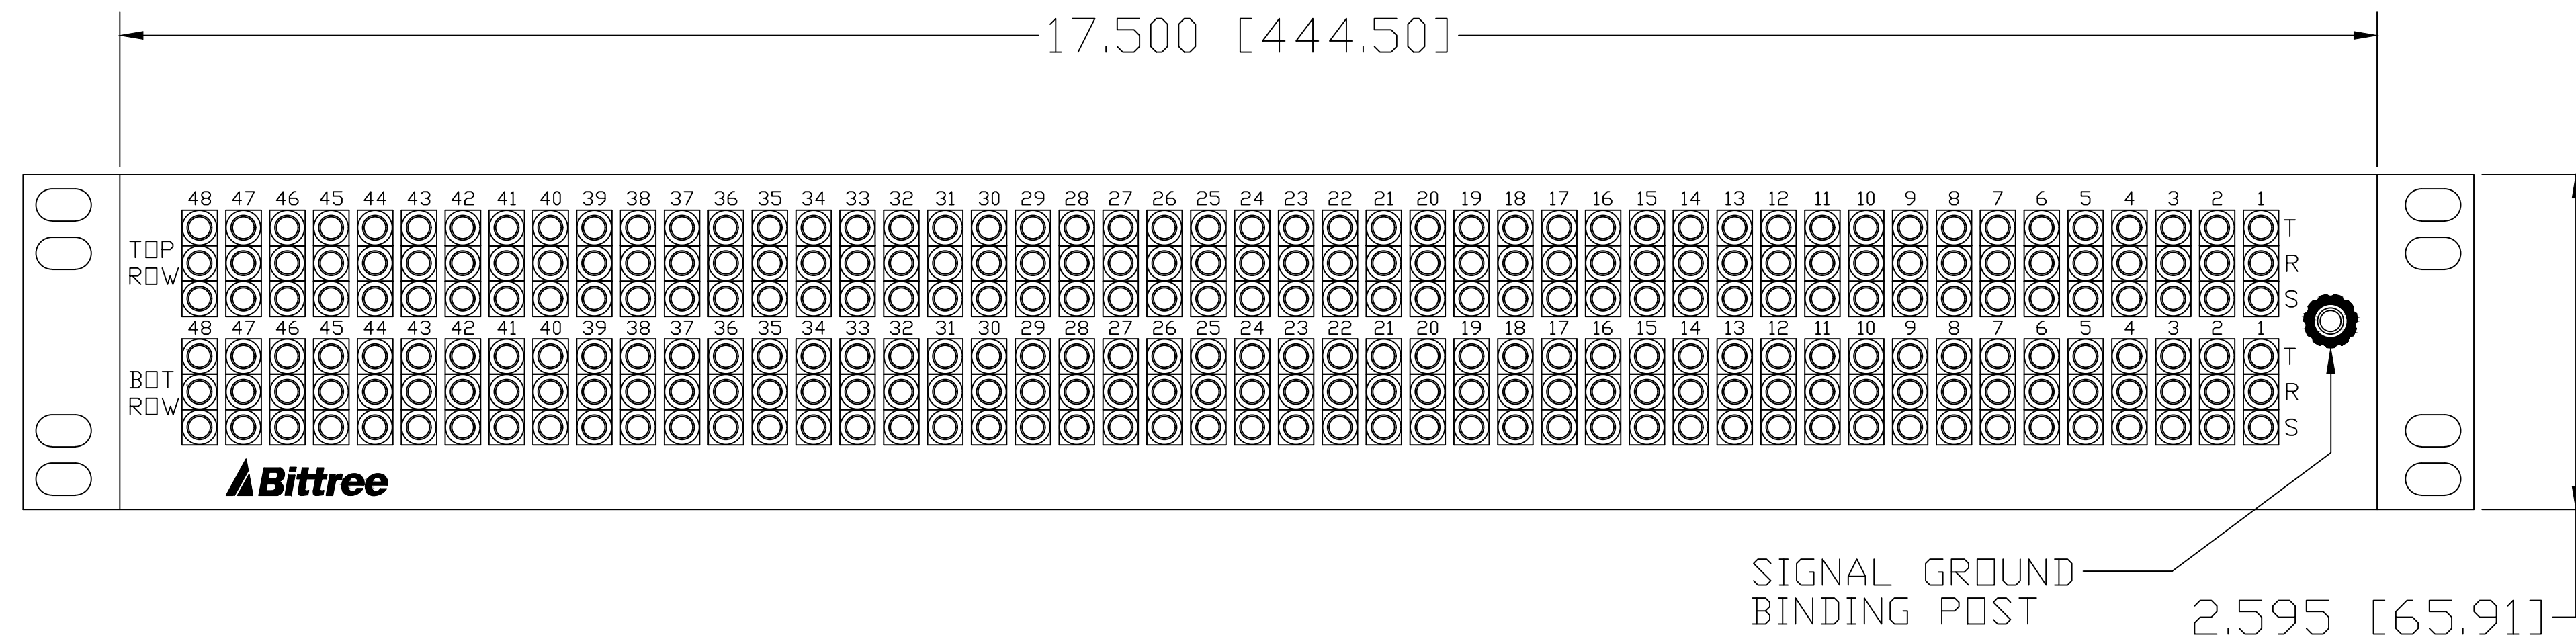 17.500 [444.50]
48 47 46 45 44 43 42 41 40 39 38 37 36 35 34 33 32 31 30 29 28 27 26 25 24 23 22 21 20 19 18 17 16 15 14 13 12 11 10 9 8 7 6 5 4 3 2 1
TOP
ROW
T
R
S
48 47 46 45 44 43 42 41 40 39 38 37 36 35 34 33 32 31 30 29 28 27 26 25 24 23 22 21 20 19 18 17 16 15 14 13 12 11 10 9 8 7 6 5 4 3 2 1
BOT
ROW
T
R
S
Bittree
SIGNAL GROUND
BINDING POST
2.595 [65.91]